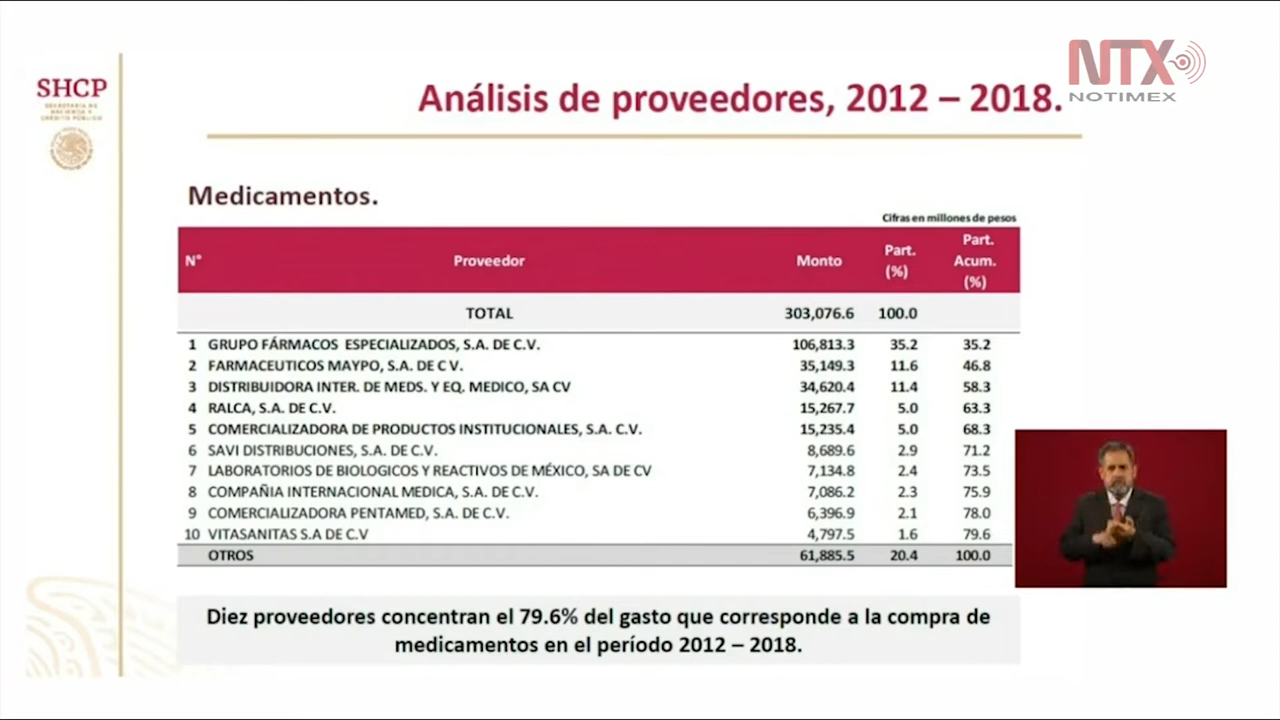 NTX
NOTIMEX
SHCP
SECRETARÍA DE
HACIENDA Y
CRÉDITO PÚBLICO
Análisis de proveedores, 2012 – 2018.
Medicamentos.
Cifras en millones de pesos
N° Proveedor Monto Part. (%) Part. Acum. (%)
TOTAL 303,076.6 100.0
1 GRUPO FÁRMACOS ESPECIALIZADOS, S.A. DE C.V. 106,813.3 35.2 35.2
2 FARMACEUTICOS MAYPO, S.A. DE C V. 35,149.3 11.6 46.8
3 DISTRIBUIDORA INTER. DE MEDS. Y EQ. MEDICO, SA CV 34,620.4 11.4 58.3
4 RALCA, S.A. DE C.V. 15,267.7 5.0 63.3
5 COMERCIALIZADORA DE PRODUCTOS INSTITUCIONALES, S.A. C.V. 15,235.4 5.0 68.3
6 SAVI DISTRIBUCIONES, S.A. DE C.V. 8,689.6 2.9 71.2
7 LABORATORIOS DE BIOLOGICOS Y REACTIVOS DE MÉXICO, SA DE CV 7,134.8 2.4 73.5
8 COMPAÑIA INTERNACIONAL MEDICA, S.A. DE C.V. 7,086.2 2.3 75.9
9 COMERCIALIZADORA PENTAMED, S.A. DE C.V. 6,396.9 2.1 78.0
10 VITASANITAS S.A DE C.V 4,797.5 1.6 79.6
OTROS 61,885.5 20.4 100.0
Diez proveedores concentran el 79.6% del gasto que corresponde a la compra de
medicamentos en el período 2012 – 2018.